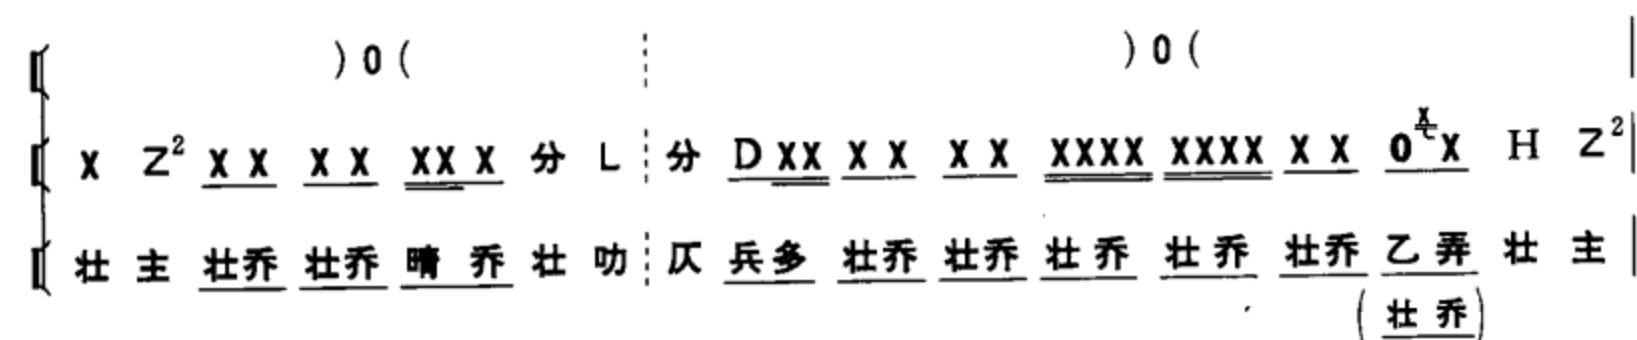 )0( )0(
X Z² X X X X XX X 分 L 分 D XX X X X X XXXX XXXX X X 0 X X H Z²
壮 主 壮乔 壮乔 晴 乔 壮 叻 仄 兵多 壮乔 壮乔 壮 乔 壮 乔 壮乔 乙 弄 壮 主
(壮 乔)